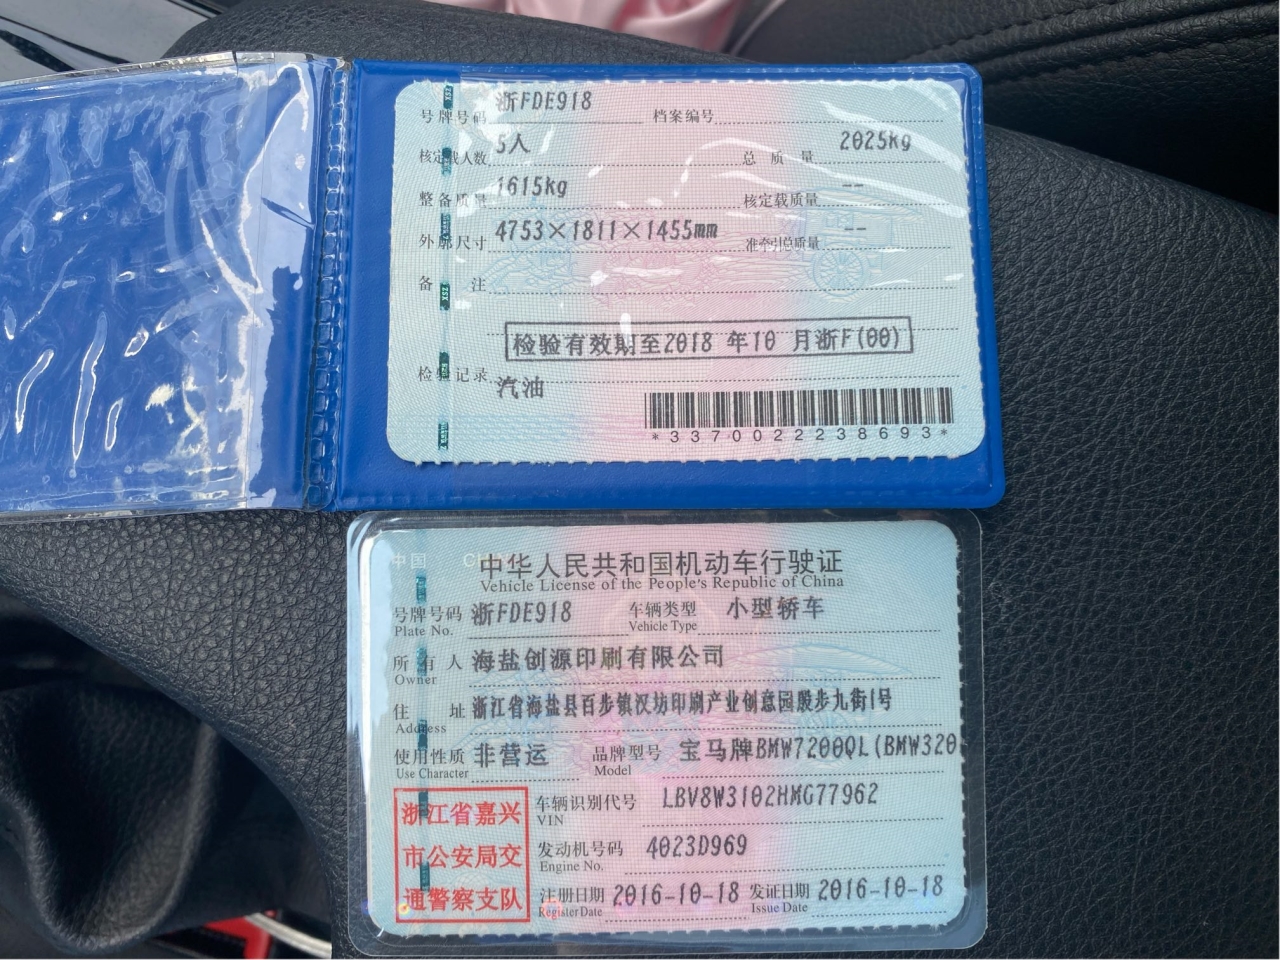 号牌号码 浙FDE918 档案编号
核定载人数 5人 总质量 2025kg
整备质量 1615kg 核定载质量 --
外廓尺寸 4753×1811×1455mm 准牵引总质量 --
备注
检验有效期至2018 年10 月浙F(00)
检验记录 汽油
*3370022238693*
中国 CHI
中华人民共和国机动车行驶证
Vehicle License of the People's Republic of China
号牌号码 浙FDE918 车辆类型 小型轿车
Plate No. Vehicle Type
所有人 海盐创源印刷有限公司
Owner
住址 浙江省海盐县百步镇汉坊印刷产业创意园殷步九街1号
Address
使用性质 非营运 品牌型号 宝马牌BMW7200QL(BMW320
Use Character Model
浙江省嘉兴
市公安局交
通警察支队
车辆识别代号 LBV8W3102HMG77962
VIN
发动机号码 4023D969
Engine No.
注册日期 2016-10-18 发证日期 2016-10-18
Register Date Issue Date